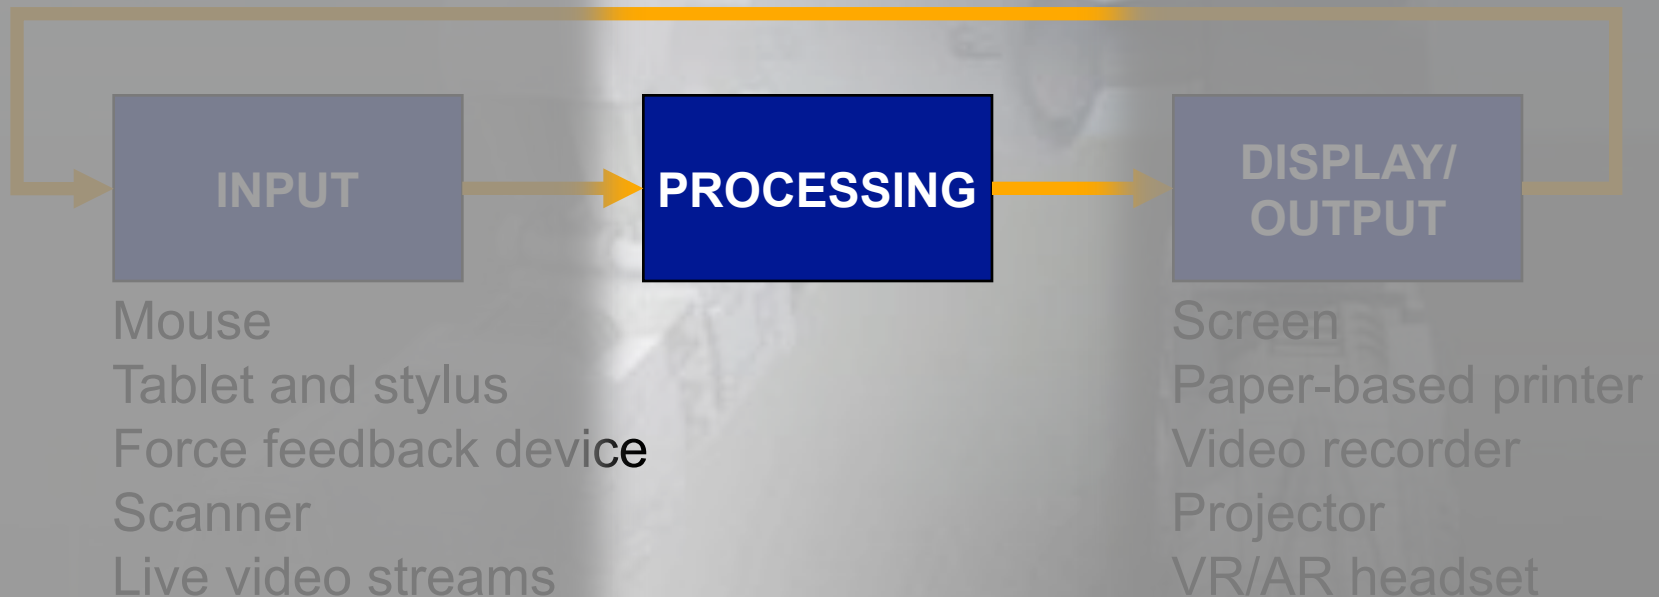 INPUT
PROCESSING
DISPLAY/
OUTPUT
Mouse
Tablet and stylus
Force feedback device
Scanner
Live video streams
Screen
Paper-based printer
Video recorder
Projector
VR/AR headset